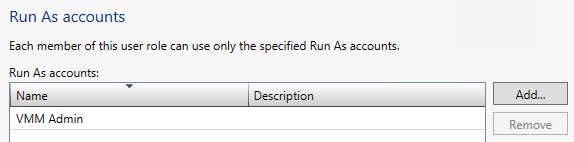 Run As accounts
Each member of this user role can use only the specified Run As accounts.
Run As accounts:
Name Description Add...
VMM Admin Remove